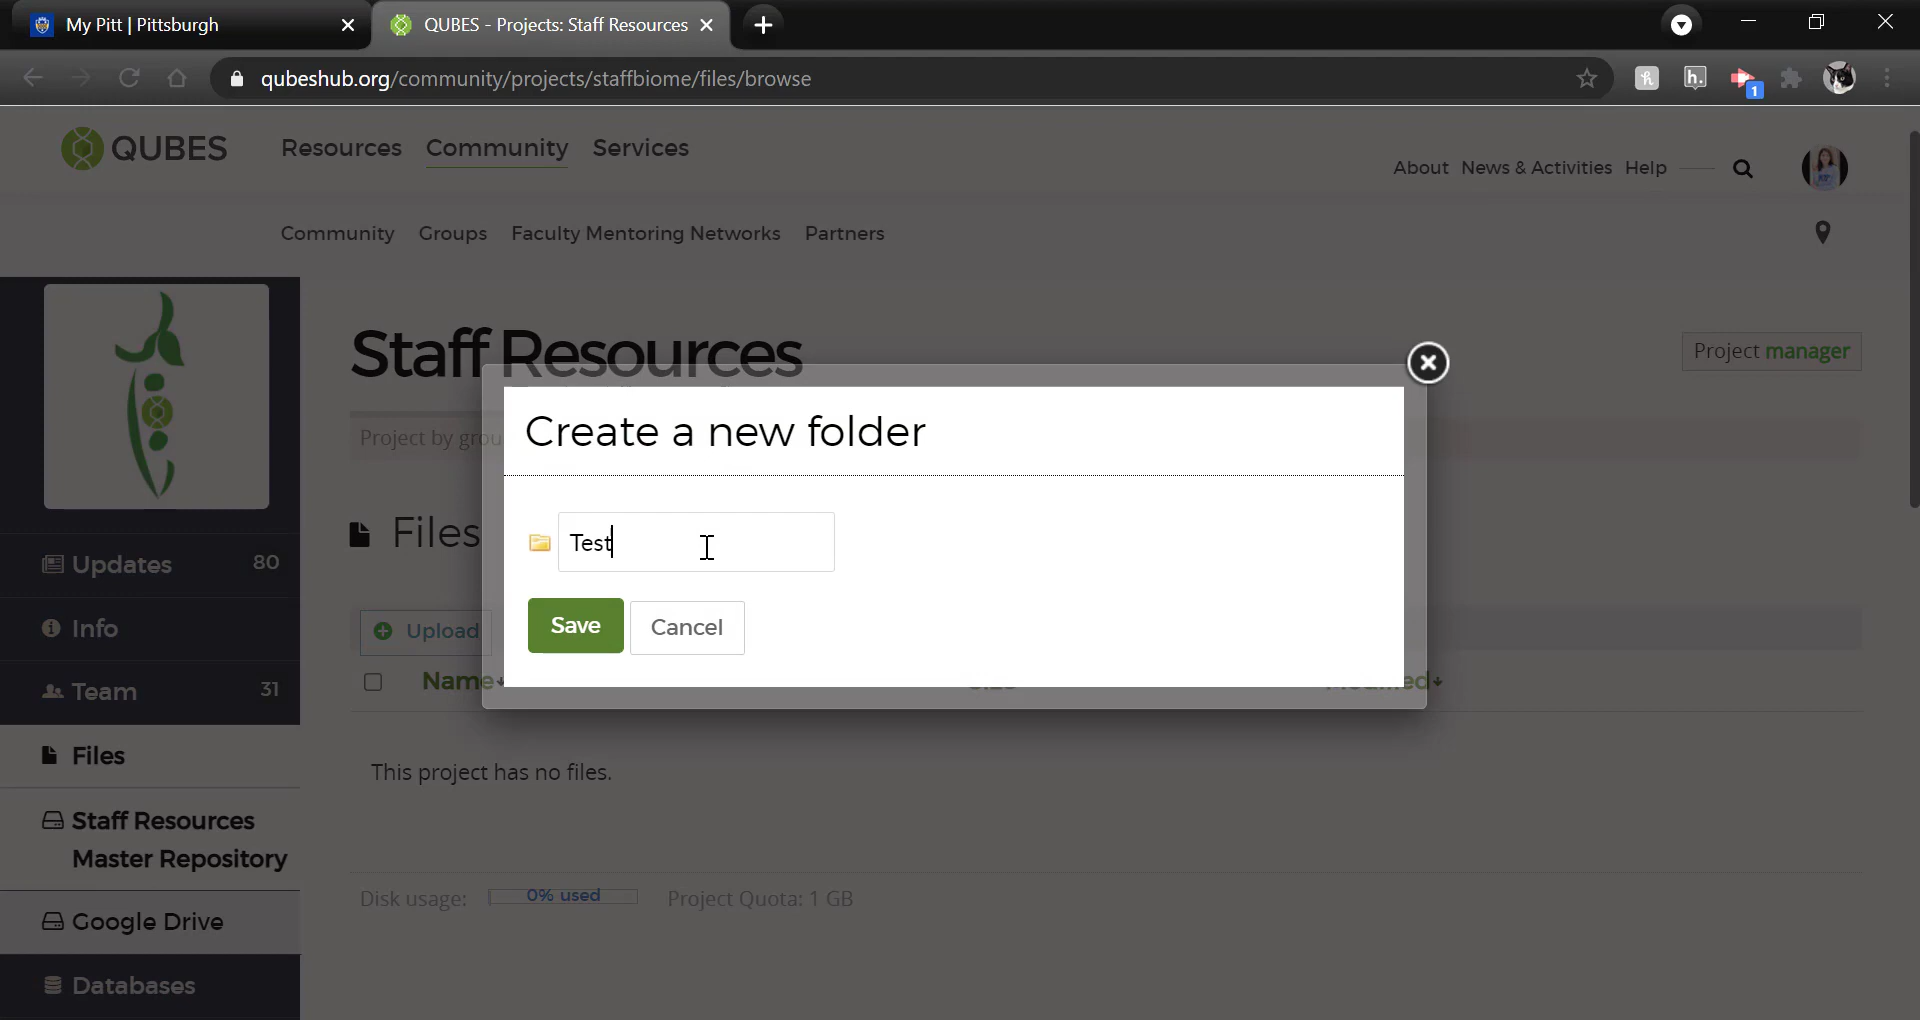 My Pitt | Pittsburgh
QUBES - Projects: Staff Resources
qubeshub.org/community/projects/staffbiome/files/browse
h.
1
QUBES
Resources Community Services
About News & Activities Help
Community Groups Faculty Mentoring Networks Partners
Staff Resources
Project manager
Project by grou
Create a new folder
Files
Test
Updates 80
Save Cancel
Info
Upload
Team 31
Name
Files
This project has no files.
Staff Resources
Master Repository
Disk usage: 0% used Project Quota: 1 GB
Google Drive
Databases